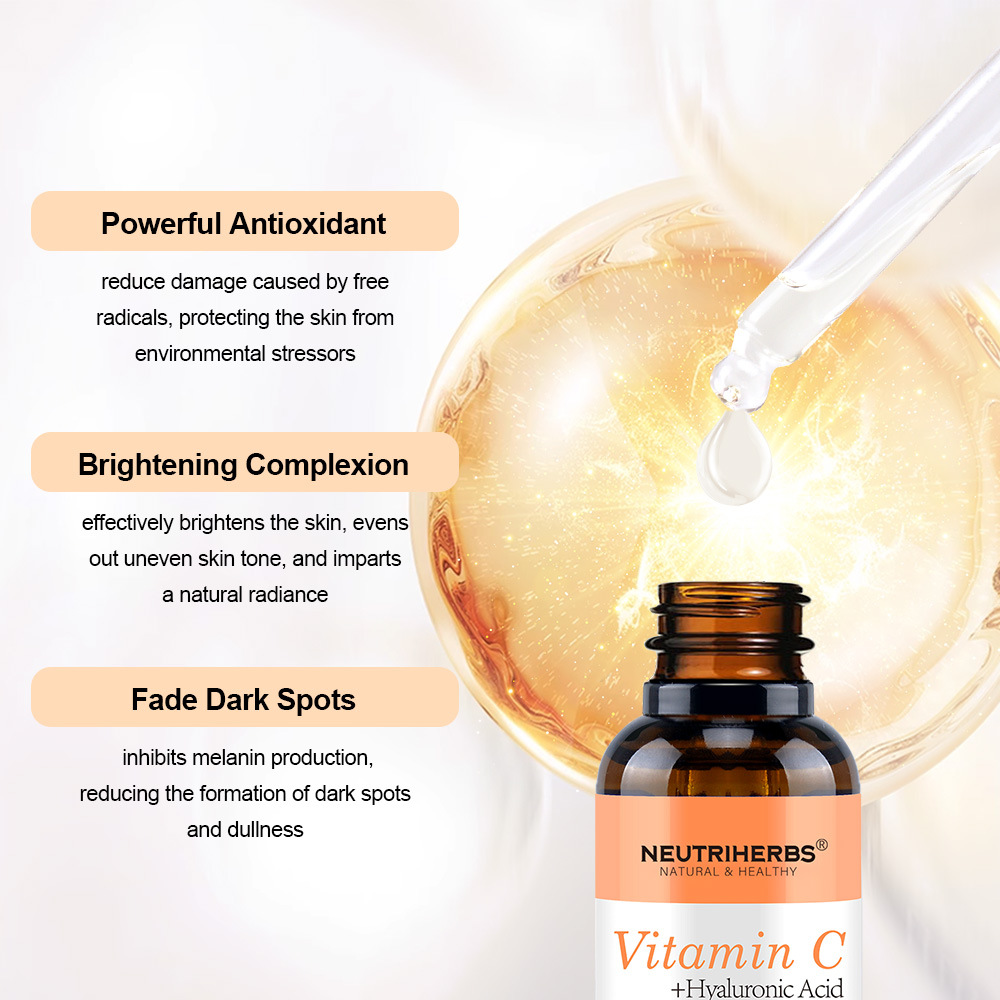 Powerful Antioxidant
reduce damage caused by free
radicals, protecting the skin from
environmental stressors
Brightening Complexion
effectively brightens the skin, evens
out uneven skin tone, and imparts
a natural radiance
Fade Dark Spots
inhibits melanin production,
reducing the formation of dark spots
and dullness
NEUTRIHERBS®
NATURAL & HEALTHY
Vitamin C
+Hyaluronic Acid